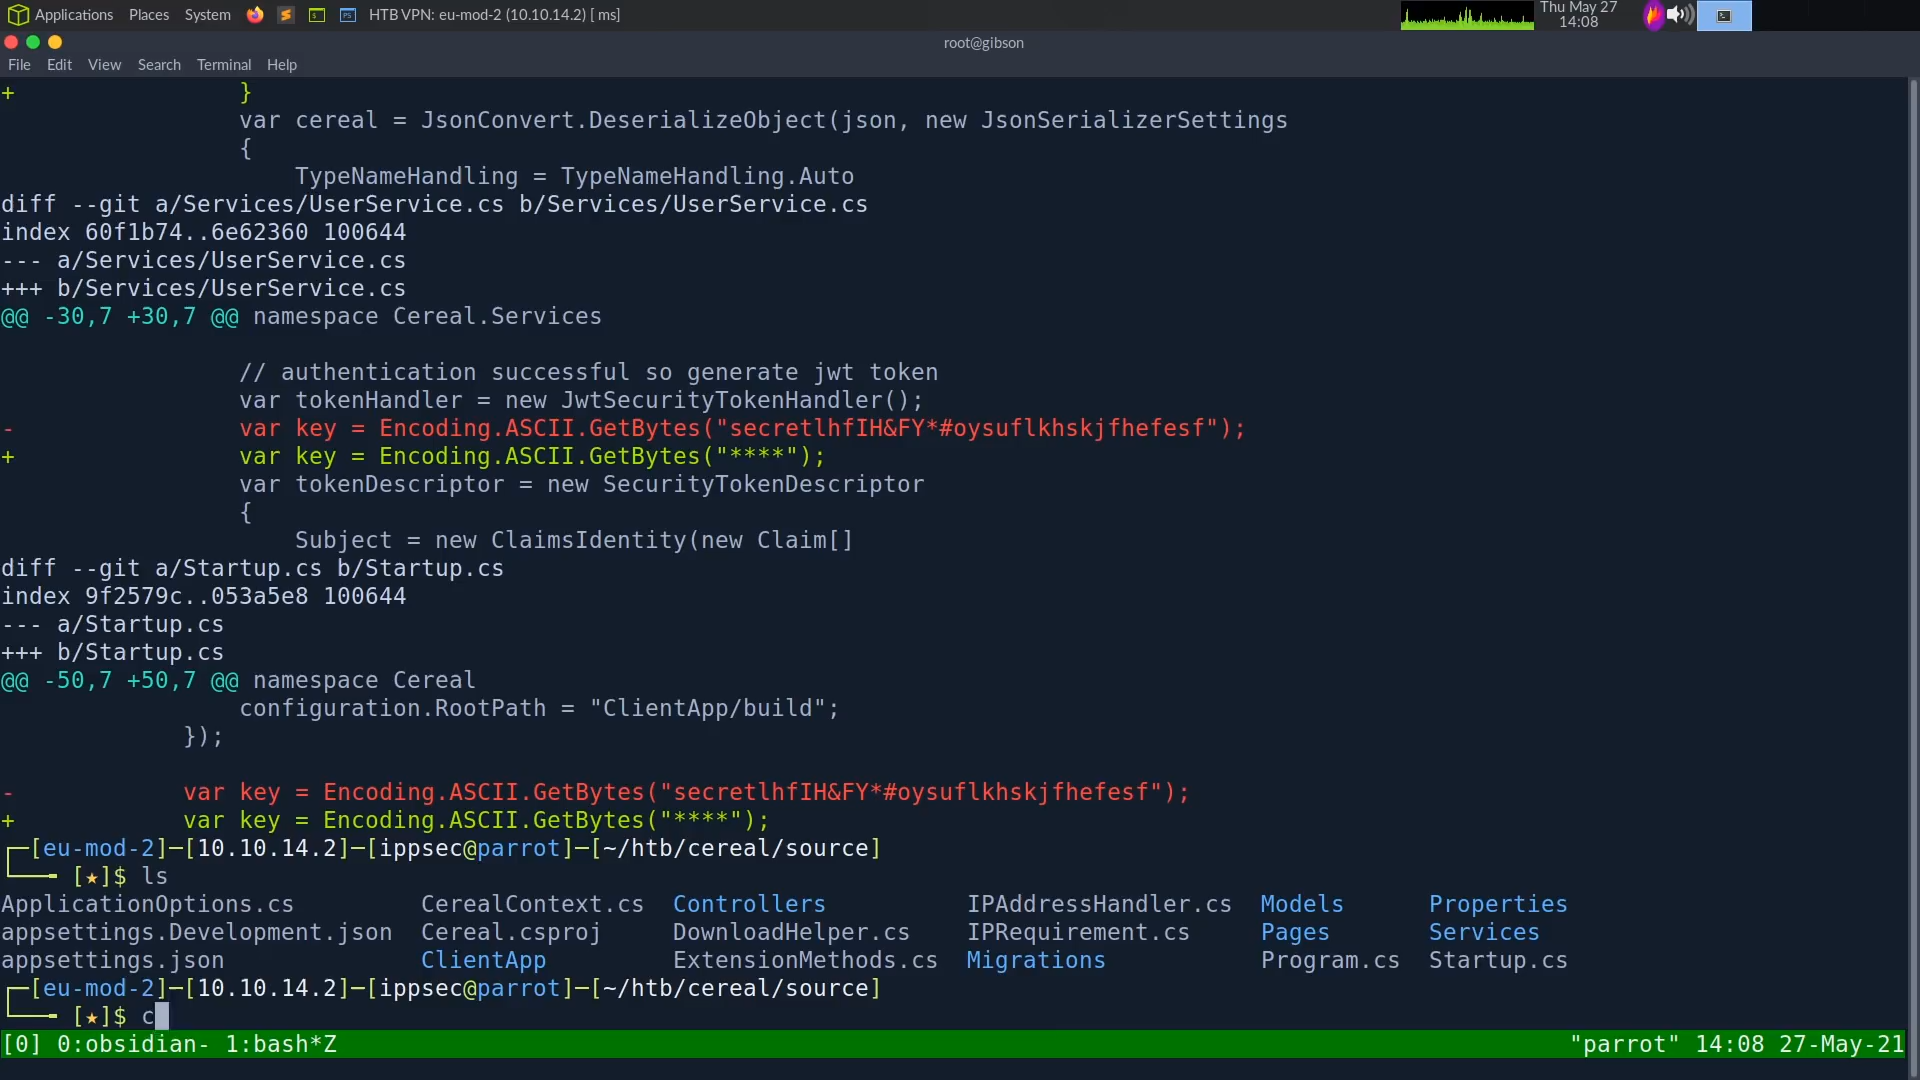 Applications Places System HTB VPN: eu-mod-2 (10.10.14.2) [ ms] Thu May 27
14:08
root@gibson
File Edit View Search Terminal Help
+                }
                 var cereal = JsonConvert.DeserializeObject(json, new JsonSerializerSettings
                 {
                     TypeNameHandling = TypeNameHandling.Auto
diff --git a/Services/UserService.cs b/Services/UserService.cs
index 60f1b74..6e62360 100644
--- a/Services/UserService.cs
+++ b/Services/UserService.cs
@@ -30,7 +30,7 @@ namespace Cereal.Services
                 // authentication successful so generate jwt token
                 var tokenHandler = new JwtSecurityTokenHandler();
-                var key = Encoding.ASCII.GetBytes("secretlhfIH&FY*#oysuflkhskjfhefesf");
+                var key = Encoding.ASCII.GetBytes("****");
                 var tokenDescriptor = new SecurityTokenDescriptor
                 {
                     Subject = new ClaimsIdentity(new Claim[]
diff --git a/Startup.cs b/Startup.cs
index 9f2579c..053a5e8 100644
--- a/Startup.cs
+++ b/Startup.cs
@@ -50,7 +50,7 @@ namespace Cereal
                 configuration.RootPath = "ClientApp/build";
             });
-            var key = Encoding.ASCII.GetBytes("secretlhfIH&FY*#oysuflkhskjfhefesf");
+            var key = Encoding.ASCII.GetBytes("****");
┌─[eu-mod-2]─[10.10.14.2]─[ippsec@parrot]─[~/htb/cereal/source]
└──╼ [★]$ ls
ApplicationOptions.cs         CerealContext.cs  Controllers          IPAddressHandler.cs  Models      Properties
appsettings.Development.json  Cereal.csproj     DownloadHelper.cs    IPRequirement.cs     Pages       Services
appsettings.json              ClientApp         ExtensionMethods.cs  Migrations           Program.cs  Startup.cs
┌─[eu-mod-2]─[10.10.14.2]─[ippsec@parrot]─[~/htb/cereal/source]
└──╼ [★]$ c
[0] 0:obsidian- 1:bash*Z "parrot" 14:08 27-May-21